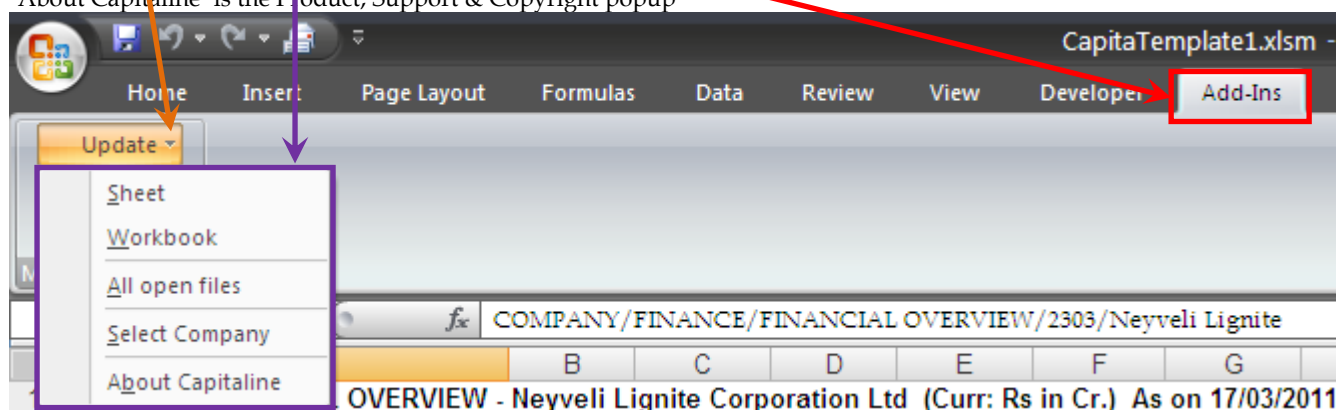 "About Capitaline" is the Product, Support & Copyright popup
CapitaTemplate1.xlsm -
Home Insert Page Layout Formulas Data Review View Developer Add-Ins
Update
Sheet
Workbook
All open files
Select Company
About Capitaline
fx COMPANY/FINANCE/FINANCIAL OVERVIEW/2303/Neyveli Lignite
B C D E F G
OVERVIEW - Neyveli Lignite Corporation Ltd (Curr: Rs in Cr.) As on 17/03/2011